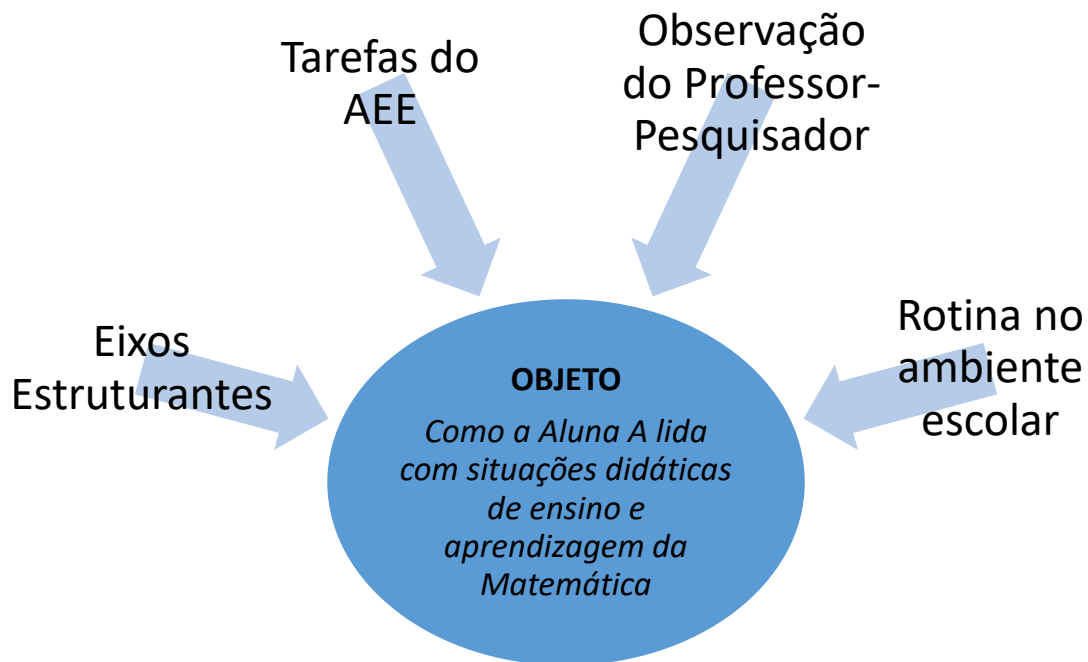 Tarefas do
AEE
Observação
do Professor-
Pesquisador
Eixos
Estruturantes
Rotina no
ambiente
escolar
OBJETO
Como a Aluna A lida
com situações didáticas
de ensino e
aprendizagem da
Matemática